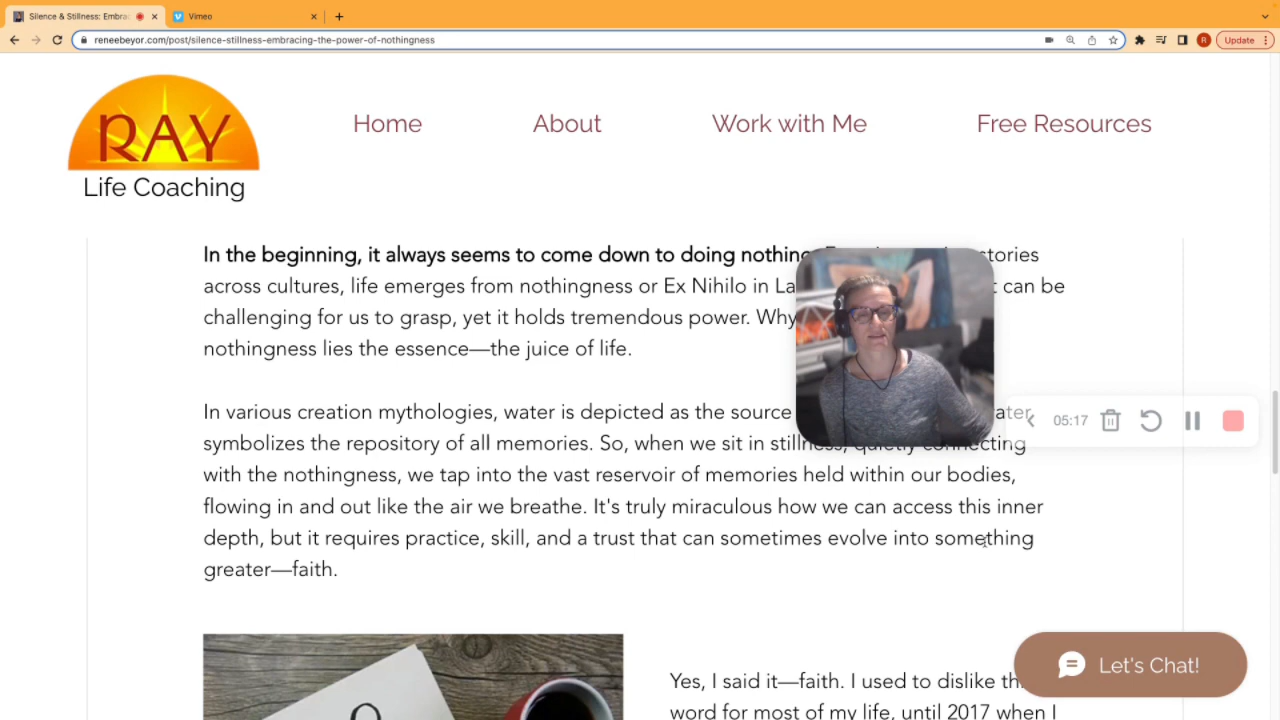 Silence & Stillness: Embra
Vimeo
reneebeyor.com/post/silence-stillness-embracing-the-power-of-nothingness
R
Update
RAY
Life Coaching
Home
About
Work with Me
Free Resources
In the beginning, it always seems to come down to doing nothing stories
across cultures, life emerges from nothingness or Ex Nihilo in La can be
challenging for us to grasp, yet it holds tremendous power. Why
nothingness lies the essence—the juice of life.
In various creation mythologies, water is depicted as the source
symbolizes the repository of all memories. So, when we sit in stillness, quietly connecting
with the nothingness, we tap into the vast reservoir of memories held within our bodies,
flowing in and out like the air we breathe. It's truly miraculous how we can access this inner
depth, but it requires practice, skill, and a trust that can sometimes evolve into something
greater—faith.
05:17
Let's Chat!
Yes, I said it—faith. I used to dislike
word for most of my life, until 2017 when I